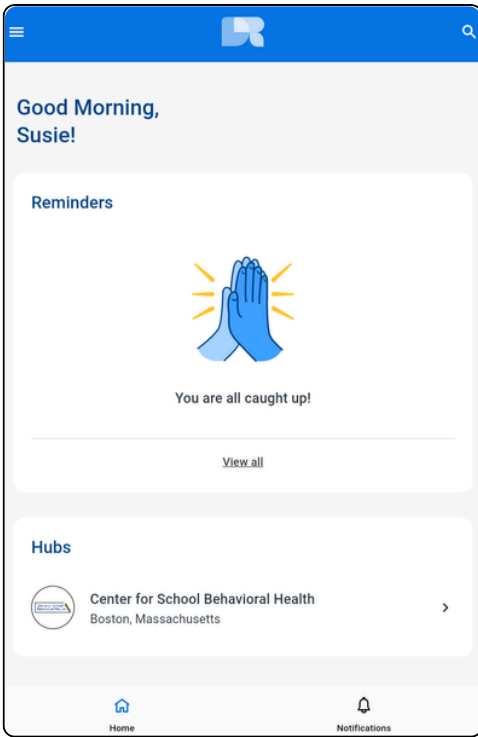 Good Morning,
Susie!
Reminders
You are all caught up!
View all
Hubs
Center for School Behavioral Health
Boston, Massachusetts
Home
Notifications